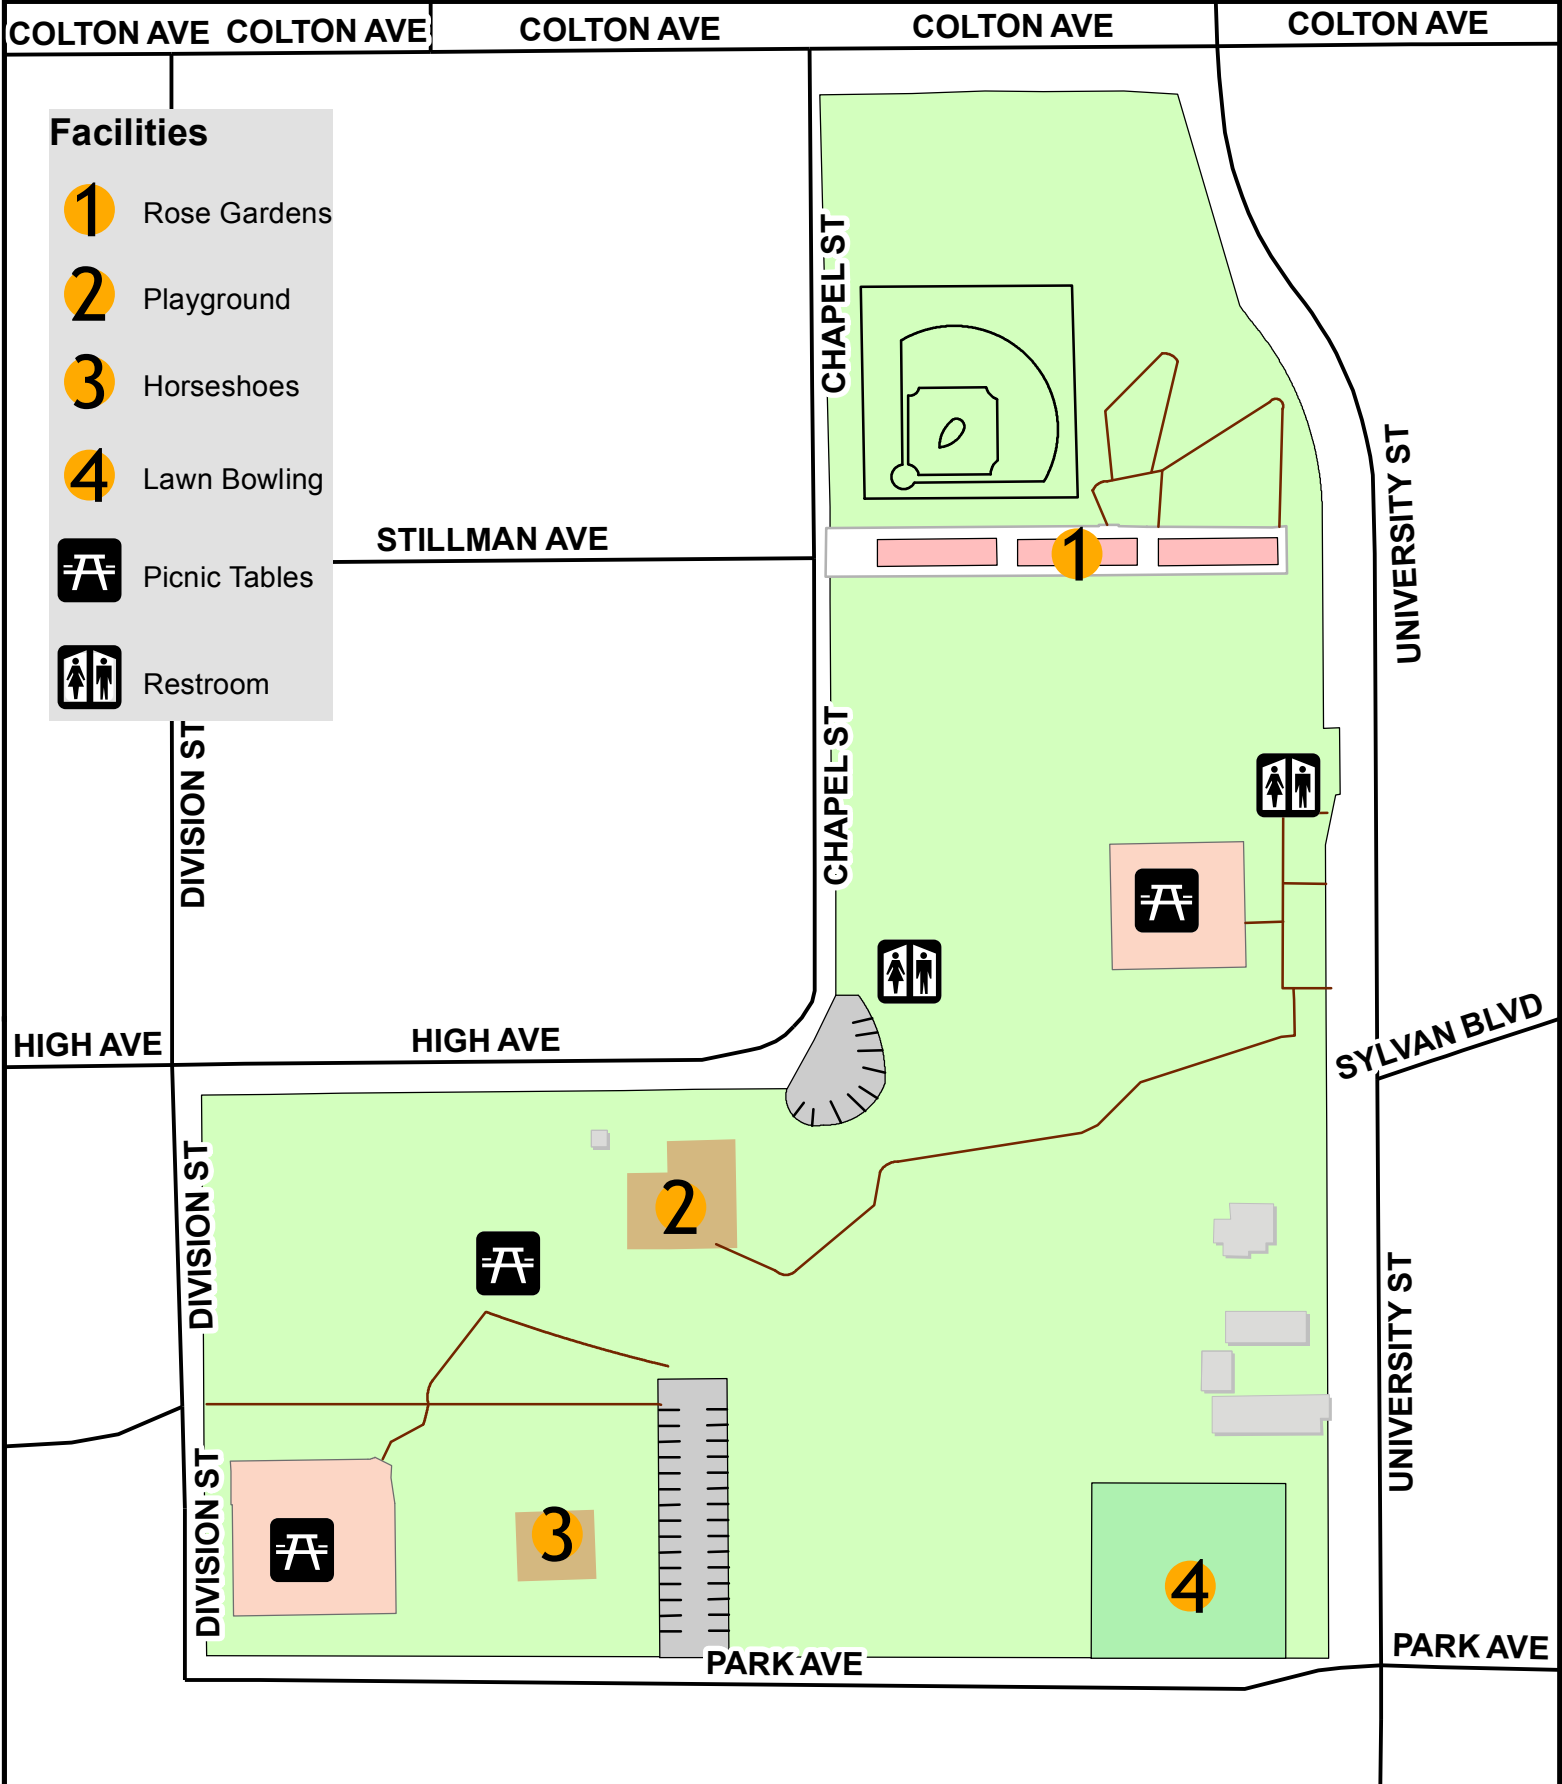 COLTON AVE
COLTON AVE
COLTON AVE
COLTON AVE
COLTON AVE
Facilities
1 Rose Gardens
2 Playground
3 Horseshoes
4 Lawn Bowling
Picnic Tables
Restroom
CHAPEL ST
UNIVERSITY ST
STILLMAN AVE
1
CHAPEL ST
DIVISION ST
HIGH AVE
HIGH AVE
SYLVAN BLVD
DIVISION ST
2
UNIVERSITY ST
DIVISION ST
3
4
PARK AVE
PARK AVE